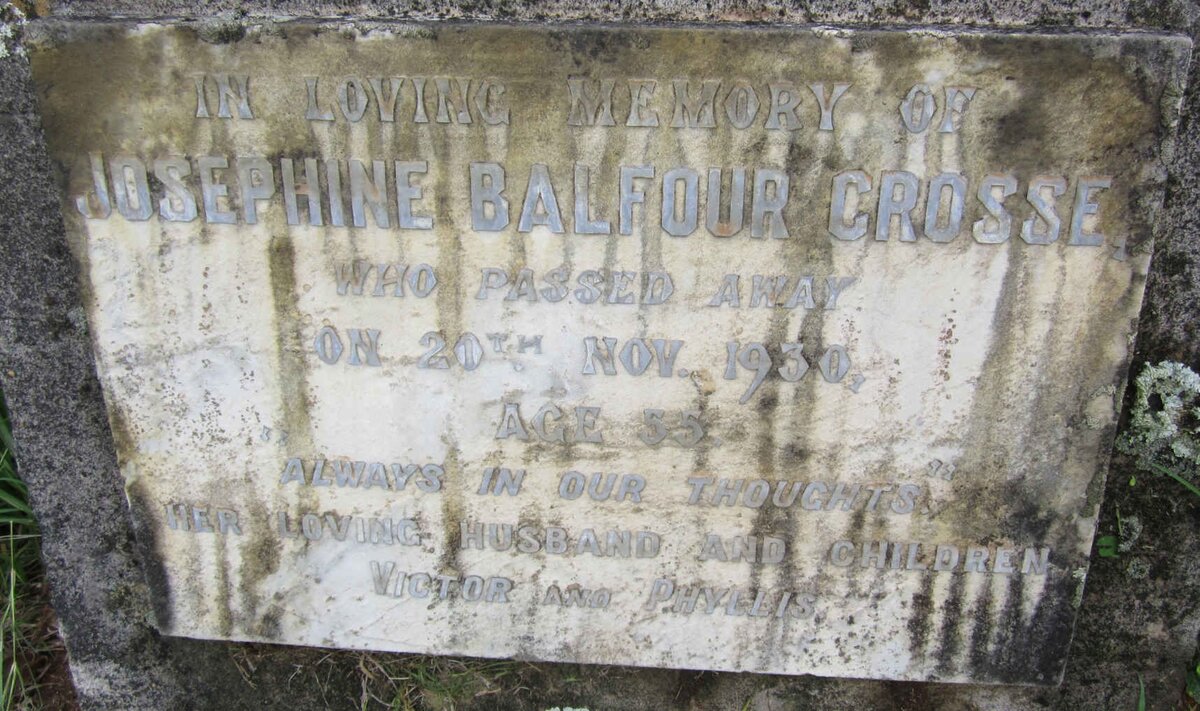 IN LOVING MEMORY OF
JOSEPHINE BALFOUR CROSSE,
WHO PASSED AWAY
ON 20TH NOV. 1930,
AGE 55.
"ALWAYS IN OUR THOUGHTS"
HER LOVING HUSBAND AND CHILDREN
VICTOR AND PHYLLIS